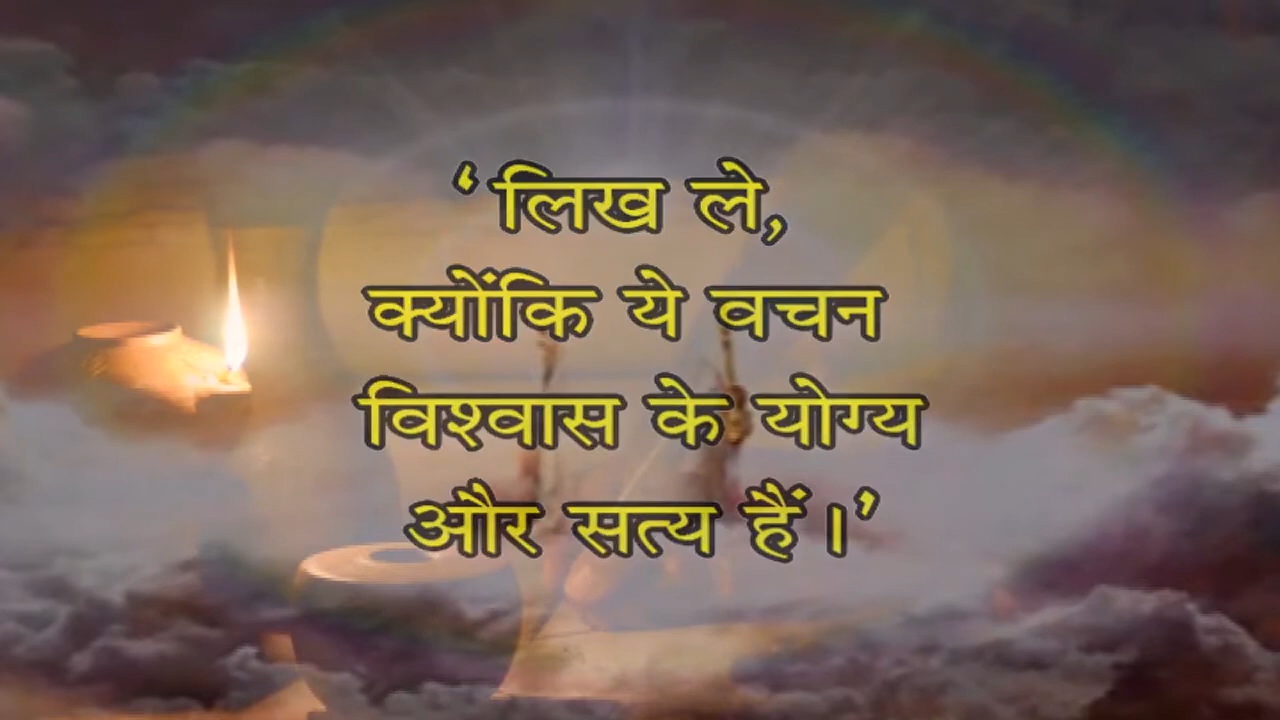 ‘ लिख ले,
क्योंकि ये वचन
विश्वास के योग्य
और सत्य हैं।’